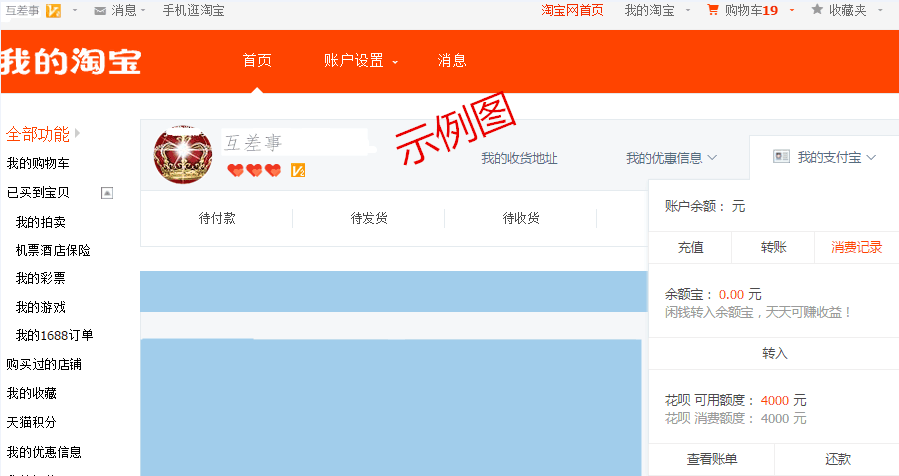 互差事 V2 消息 手机逛淘宝 淘宝网首页 我的淘宝 购物车19 收藏夹
我的淘宝 首页 账户设置 消息
示例图
全部功能
我的购物车
已买到宝贝
我的拍卖
机票酒店保险
我的彩票
我的游戏
我的1688订单
购买过的店铺
我的收藏
天猫积分
我的优惠信息
互差事
V2
我的收货地址 我的优惠信息 我的支付宝
待付款 待发货 待收货
账户余额： 元
充值 转账 消费记录
余额宝： 0.00 元
闲钱转入余额宝，天天可赚收益！
转入
花呗 可用额度： 4000 元
花呗 消费额度： 4000 元
查看账单 还款